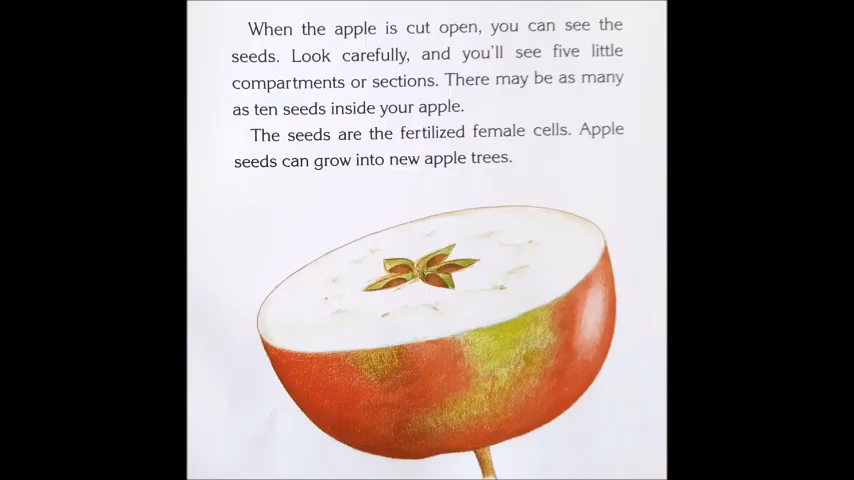 When the apple is cut open, you can see the
seeds. Look carefully, and you'll see five little
compartments or sections. There may be as many
as ten seeds inside your apple.
The seeds are the fertilized female cells. Apple
seeds can grow into new apple trees.